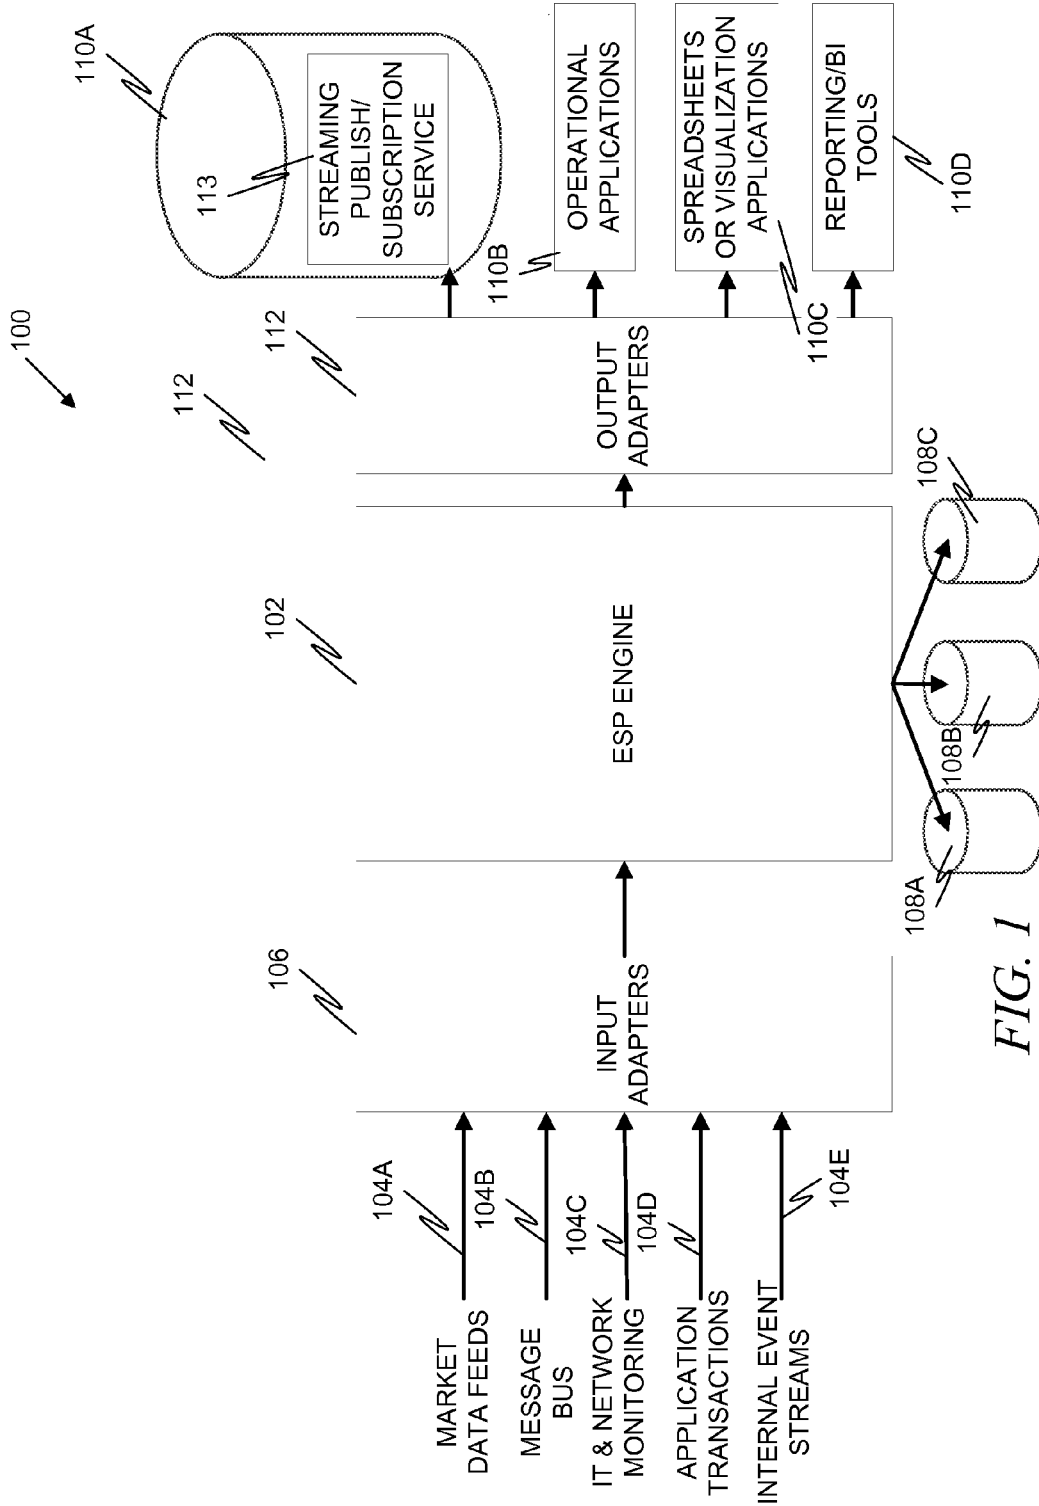 100
112
112
102
106
104A
104B
104C
104D
104E
MARKET
DATA FEEDS
MESSAGE
BUS
IT & NETWORK
MONITORING
APPLICATION
TRANSACTIONS
INTERNAL EVENT
STREAMS
INPUT
ADAPTERS
ESP ENGINE
OUTPUT
ADAPTERS
110A
113
STREAMING
PUBLISH/
SUBSCRIPTION
SERVICE
110B
OPERATIONAL
APPLICATIONS
SPREADSHEETS
OR VISUALIZATION
APPLICATIONS
110C
REPORTING/BI
TOOLS
110D
108A
108B
108C
FIG. 1